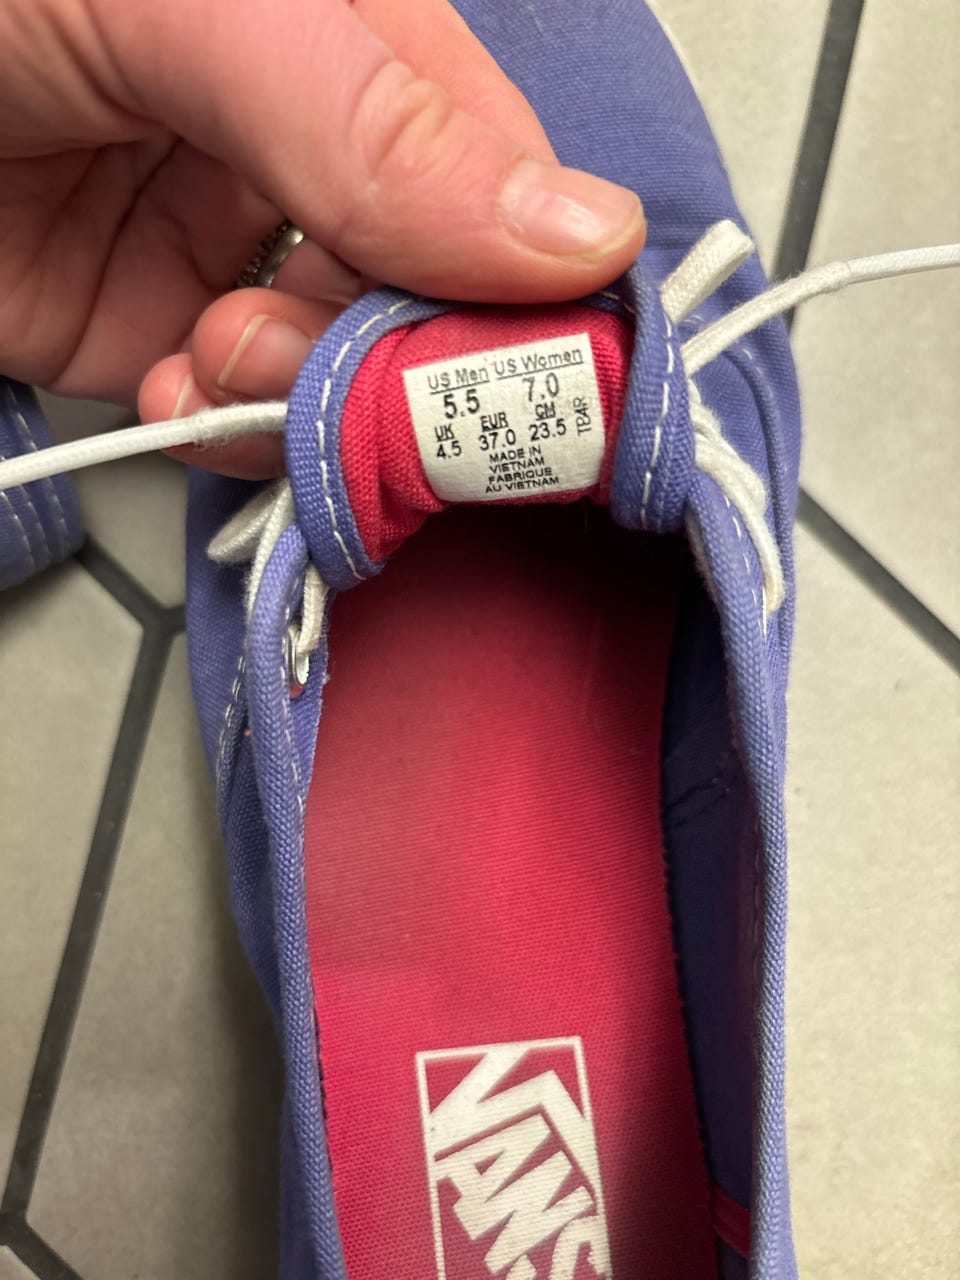 US Men US Women
5.5 7.0
UK EUR CM
4.5 37.0 23.5
TB4R
MADE IN
VIETNAM
FABRIQUE
AU VIETNAM
VANS